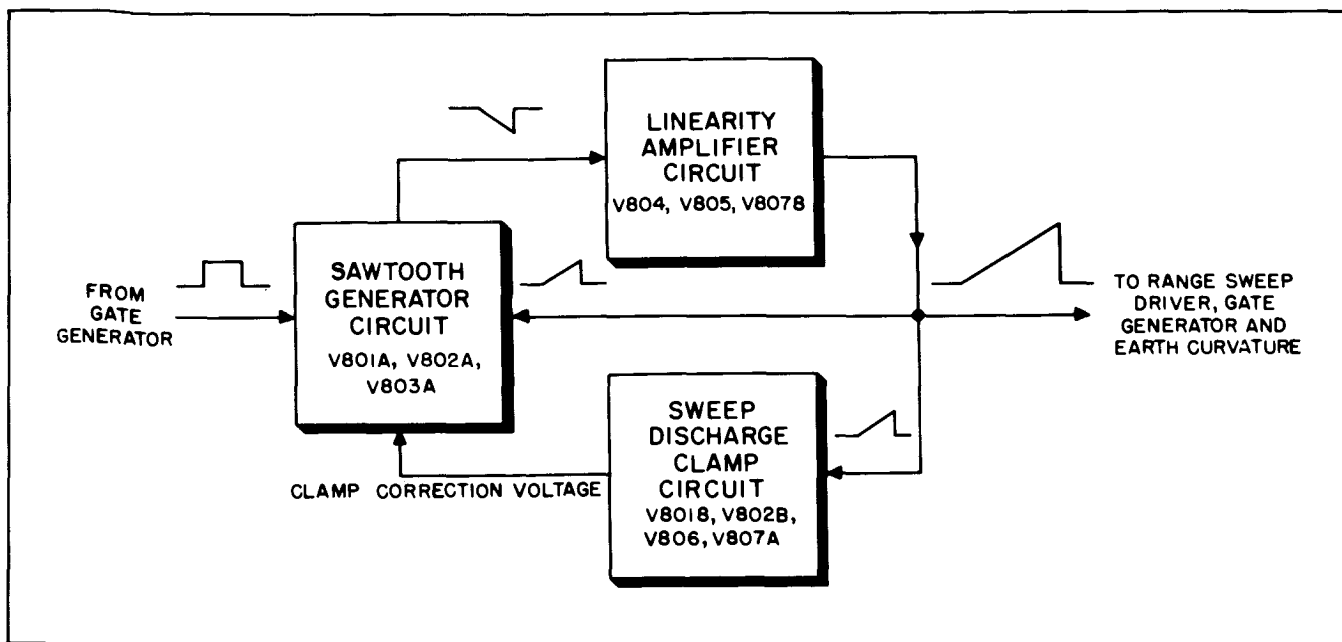 LINEARITY
AMPLIFIER
CIRCUIT
V804, V805, V807B
FROM
GATE
GENERATOR
SAWTOOTH
GENERATOR
CIRCUIT
V801A, V802A,
V803A
TO RANGE SWEEP
DRIVER, GATE
GENERATOR AND
EARTH CURVATURE
CLAMP CORRECTION VOLTAGE
SWEEP
DISCHARGE
CLAMP
CIRCUIT
V801B, V802B,
V806, V807A